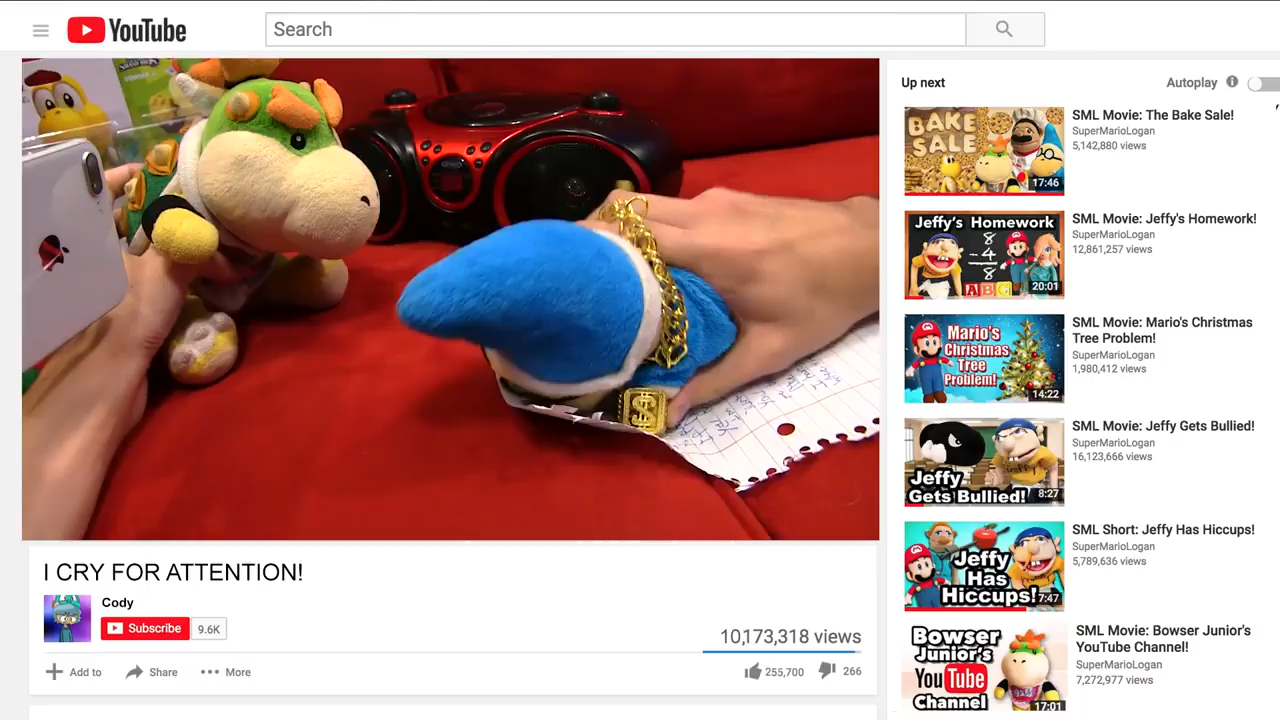 YouTube
Search
Up next
Autoplay
I CRY FOR ATTENTION!
Cody
Subscribe
9.6K
10,173,318 views
Add to
Share
More
255,700
266
BAKE
SALE
17:46
SML Movie: The Bake Sale!
SuperMarioLogan
5,142,880 views
Jeffy's Homework
8
-4
8
ABC
20:01
SML Movie: Jeffy's Homework!
SuperMarioLogan
12,861,257 views
Mario's
Christmas
Tree
Problem!
14:22
SML Movie: Mario's Christmas
Tree Problem!
SuperMarioLogan
1,980,412 views
Jeffy
Gets Bullied!
8:27
SML Movie: Jeffy Gets Bullied!
SuperMarioLogan
16,123,666 views
Jeffy
Has
Hiccups!
7:47
SML Short: Jeffy Has Hiccups!
SuperMarioLogan
5,789,636 views
Bowser
Junior's
YouTube
Channel
17:01
SML Movie: Bowser Junior's
YouTube Channel!
SuperMarioLogan
7,272,977 views